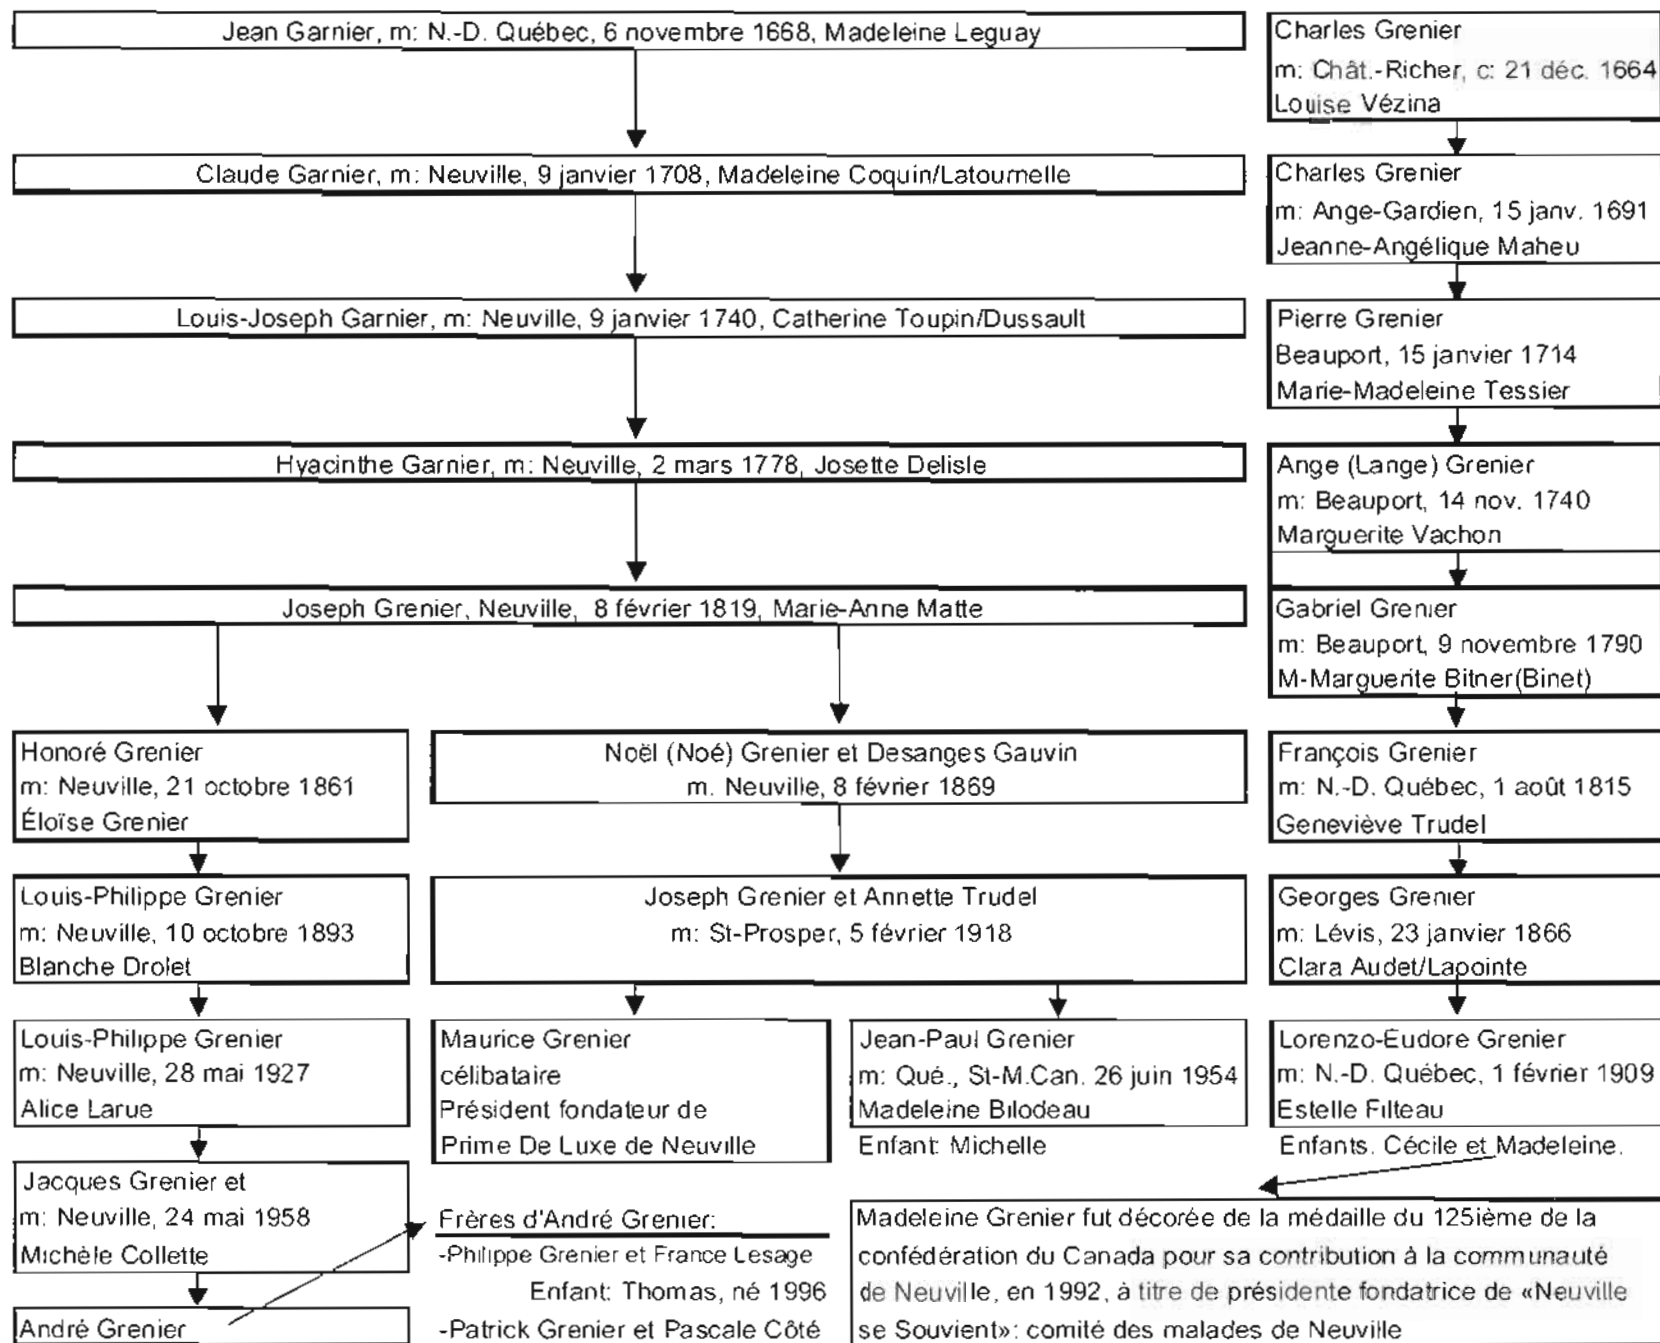 Jean Garnier, m: N.-D. Québec, 6 novembre 1668, Madeleine Leguay
Claude Garnier, m: Neuville, 9 janvier 1708, Madeleine Coquin/Latournelle
Louis-Joseph Garnier, m: Neuville, 9 janvier 1740, Catherine Toupin/Dussault
Hyacinthe Garnier, m: Neuville, 2 mars 1778, Josette Delisle
Joseph Grenier, Neuville, 8 février 1819, Marie-Anne Matte
Honoré Grenier
m: Neuville, 21 octobre 1861
Éloïse Grenier
Louis-Philippe Grenier
m: Neuville, 10 octobre 1893
Blanche Drolet
Louis-Philippe Grenier
m: Neuville, 28 mai 1927
Alice Larue
Jacques Grenier et
m: Neuville, 24 mai 1958
Michèle Collette
André Grenier
Noël (Noé) Grenier et Desanges Gauvin
m. Neuville, 8 février 1869
Joseph Grenier et Annette Trudel
m: St-Prosper, 5 février 1918
Maurice Grenier
célibataire
Président fondateur de
Prime De Luxe de Neuville
Jean-Paul Grenier
m: Qué., St-M.Can. 26 juin 1954
Madeleine Bilodeau
Enfant: Michelle
Frères d'André Grenier:
-Philippe Grenier et France Lesage
Enfant: Thomas, né 1996
-Patrick Grenier et Pascale Côté
Charles Grenier
m: Chât.-Richer, c: 21 déc. 1664
Louise Vézina
Charles Grenier
m: Ange-Gardien, 15 janv. 1691
Jeanne-Angélique Maheu
Pierre Grenier
Beauport, 15 janvier 1714
Marie-Madeleine Tessier
Ange (Lange) Grenier
m: Beauport, 14 nov. 1740
Marguerite Vachon
Gabriel Grenier
m: Beauport, 9 novembre 1790
M-Marguerite Bitner(Binet)
François Grenier
m: N.-D. Québec, 1 août 1815
Geneviève Trudel
Georges Grenier
m: Lévis, 23 janvier 1866
Clara Audet/Lapointe
Lorenzo-Eudore Grenier
m: N.-D. Québec, 1 février 1909
Estelle Filteau
Enfants. Cécile et Madeleine.
Madeleine Grenier fut décorée de la médaille du 125ième de la
confédération du Canada pour sa contribution à la communauté
de Neuville, en 1992, à titre de présidente fondatrice de «Neuville
se Souvient»: comité des malades de Neuville